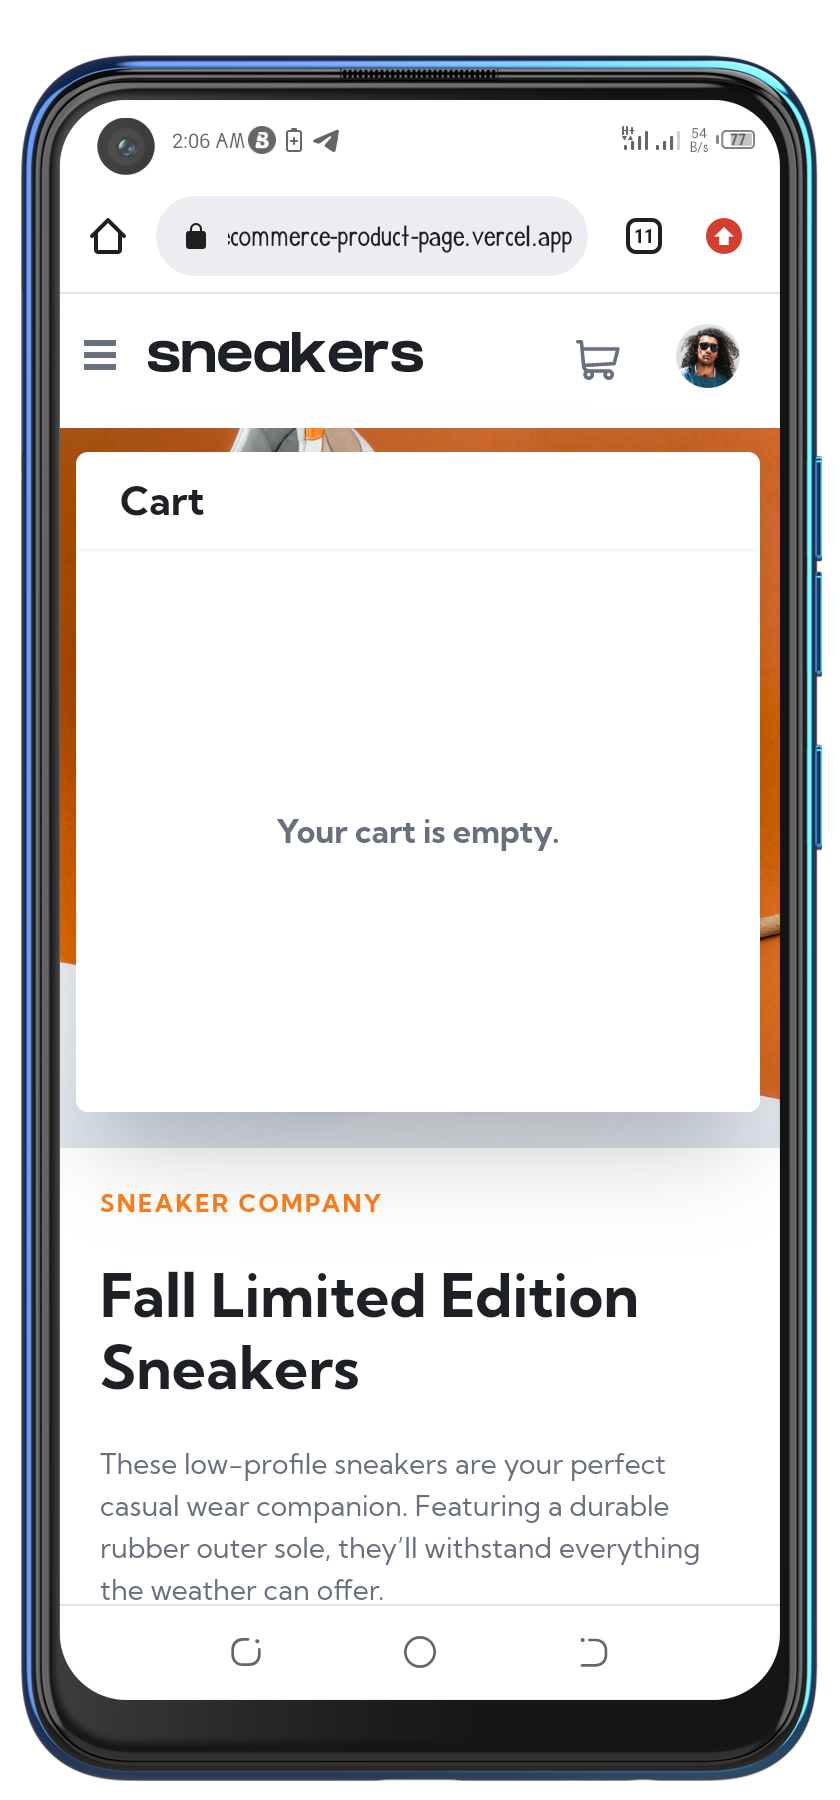 2:06 AM
H+
54
B/s
77
ecommerce-product-page.vercel.app
11
sneakers
Cart
Your cart is empty.
SNEAKER COMPANY
Fall Limited Edition
Sneakers
These low-profile sneakers are your perfect
casual wear companion. Featuring a durable
rubber outer sole, they’ll withstand everything
the weather can offer.